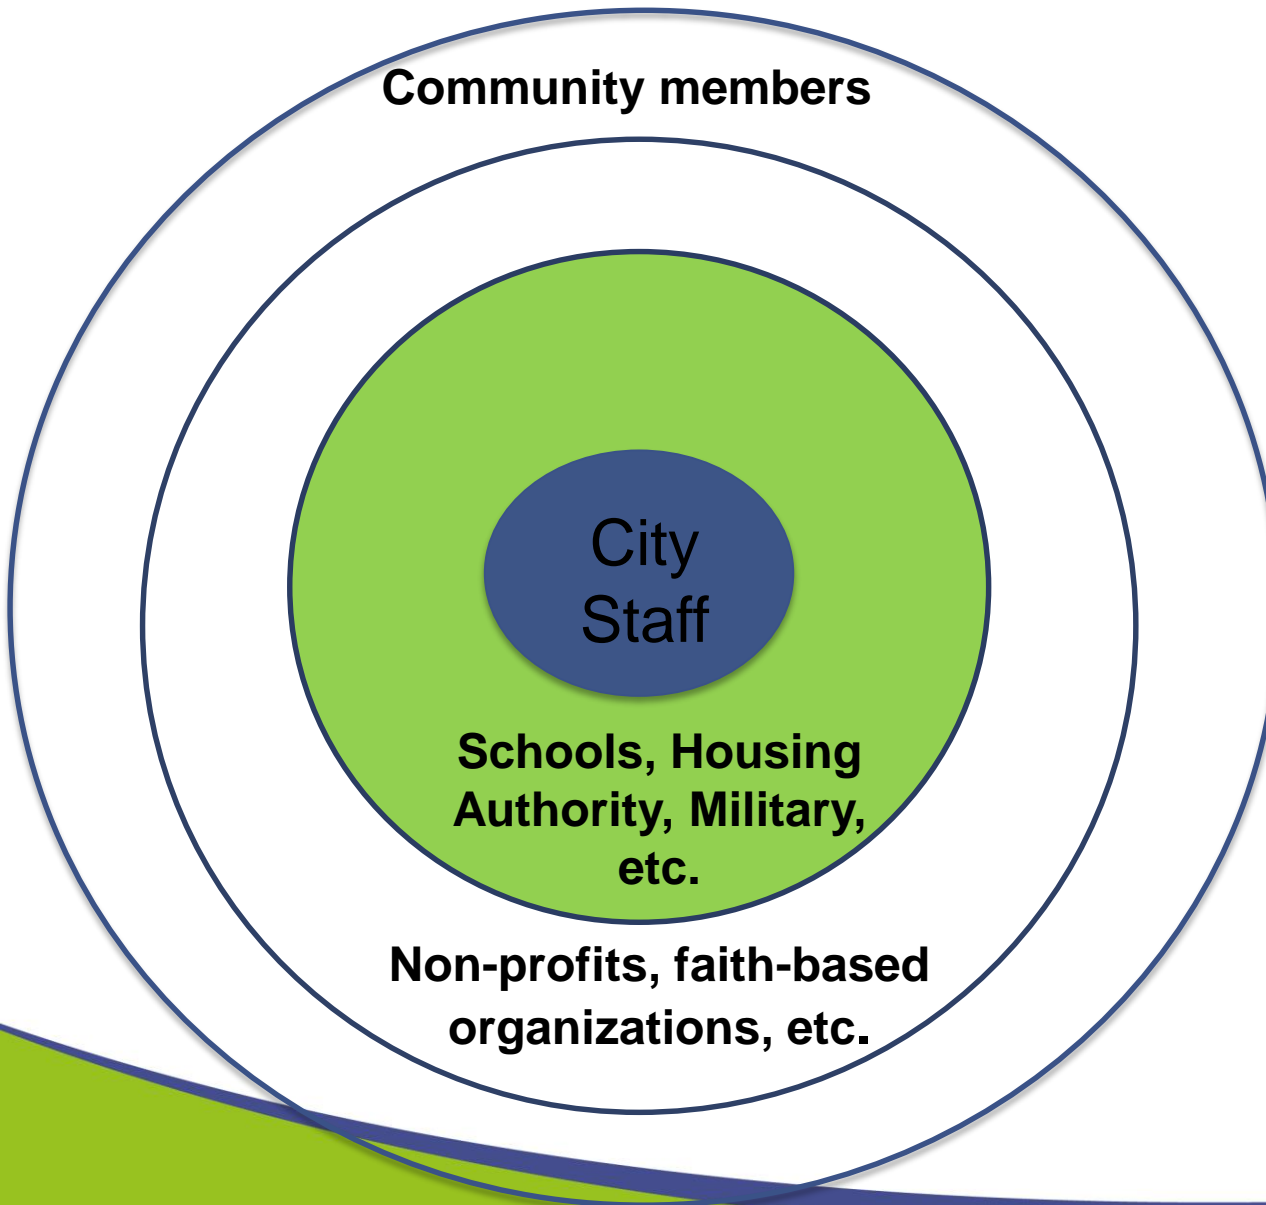 Community members
City
Staff
Schools, Housing
Authority, Military,
etc.
Non-profits, faith-based
organizations, etc.